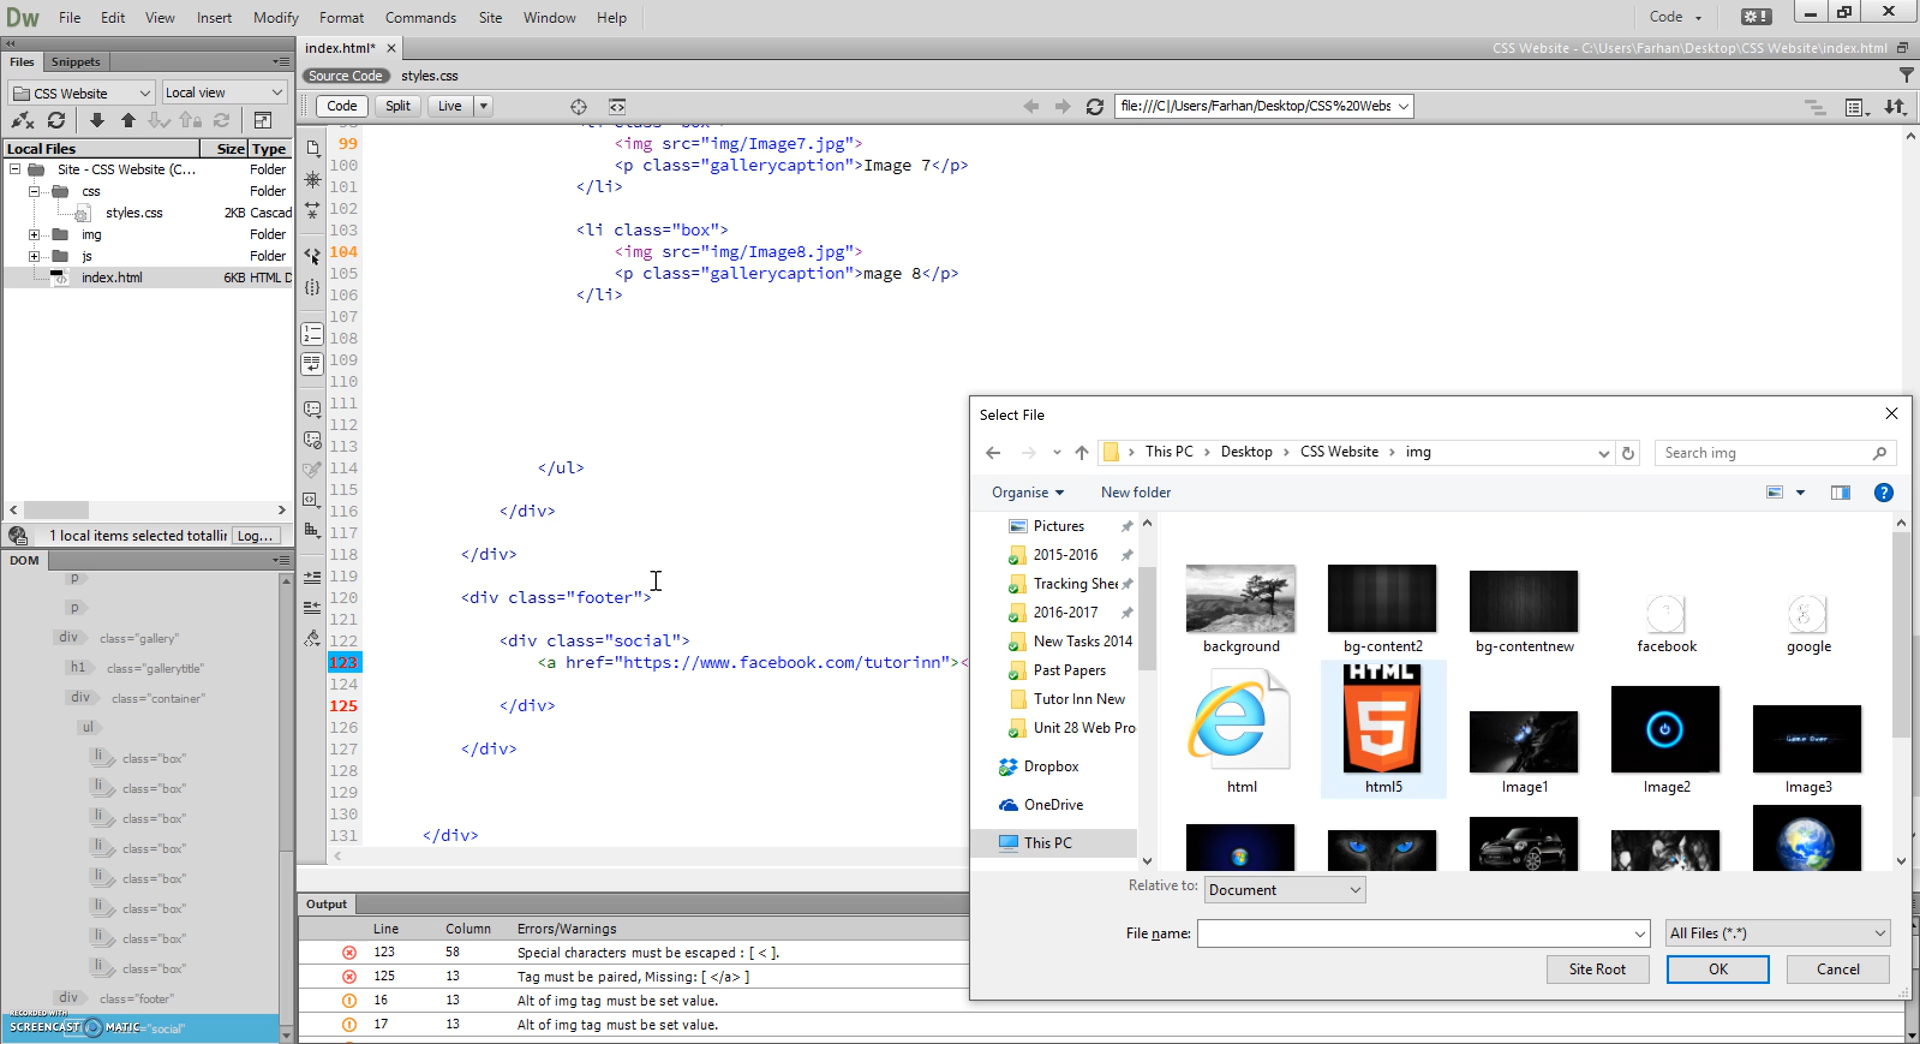 Dw File Edit View Insert Modify Format Commands Site Window Help Code
index.html* CSS Website - C:\Users\Farhan\Desktop\CSS Website\index.html
Files Snippets
Source Code styles.css
CSS Website Local view
Code Split Live file:///C|/Users/Farhan/Desktop/CSS%20Webs
Local Files Size Type
Site - CSS Website (C... Folder
css Folder
styles.css 2KB Cascad
img Folder
js Folder
index.html 6KB HTML D
1 local items selected totallin Log...
DOM
p
p
div class="gallery"
h1 class="gallerytitle"
div class="container"
ul
li class="box"
li class="box"
li class="box"
li class="box"
li class="box"
li class="box"
li class="box"
li class="box"
div class="footer"
="social"
RECORDED WITH
SCREENCAST MATIC
99 <img src="img/Image7.jpg">
100 <p class="gallerycaption">Image 7</p>
101 </li>
102
103 <li class="box">
104 <img src="img/Image8.jpg">
105 <p class="gallerycaption">mage 8</p>
106 </li>
107
108
109
110
111
112
113
114 </ul>
115
116 </div>
117
118 </div>
119
120 <div class="footer">
121
122 <div class="social">
123 <a href="https://www.facebook.com/tutorinn"><
124
125 </div>
126
127 </div>
128
129
130
131 </div>
Output
Line Column Errors/Warnings
123 58 Special characters must be escaped : [ < ].
125 13 Tag must be paired, Missing: [ </a> ]
16 13 Alt of img tag must be set value.
17 13 Alt of img tag must be set value.
Select File
This PC > Desktop > CSS Website > img Search img
Organise New folder
Pictures
2015-2016
Tracking Shee
2016-2017
New Tasks 2014
Past Papers
Tutor Inn New
Unit 28 Web Pro
Dropbox
OneDrive
This PC
background bg-content2 bg-contentnew facebook google
HTML
5
Game Over
html html5 Image1 Image2 Image3
Relative to: Document
File name: All Files (*.*)
Site Root OK Cancel